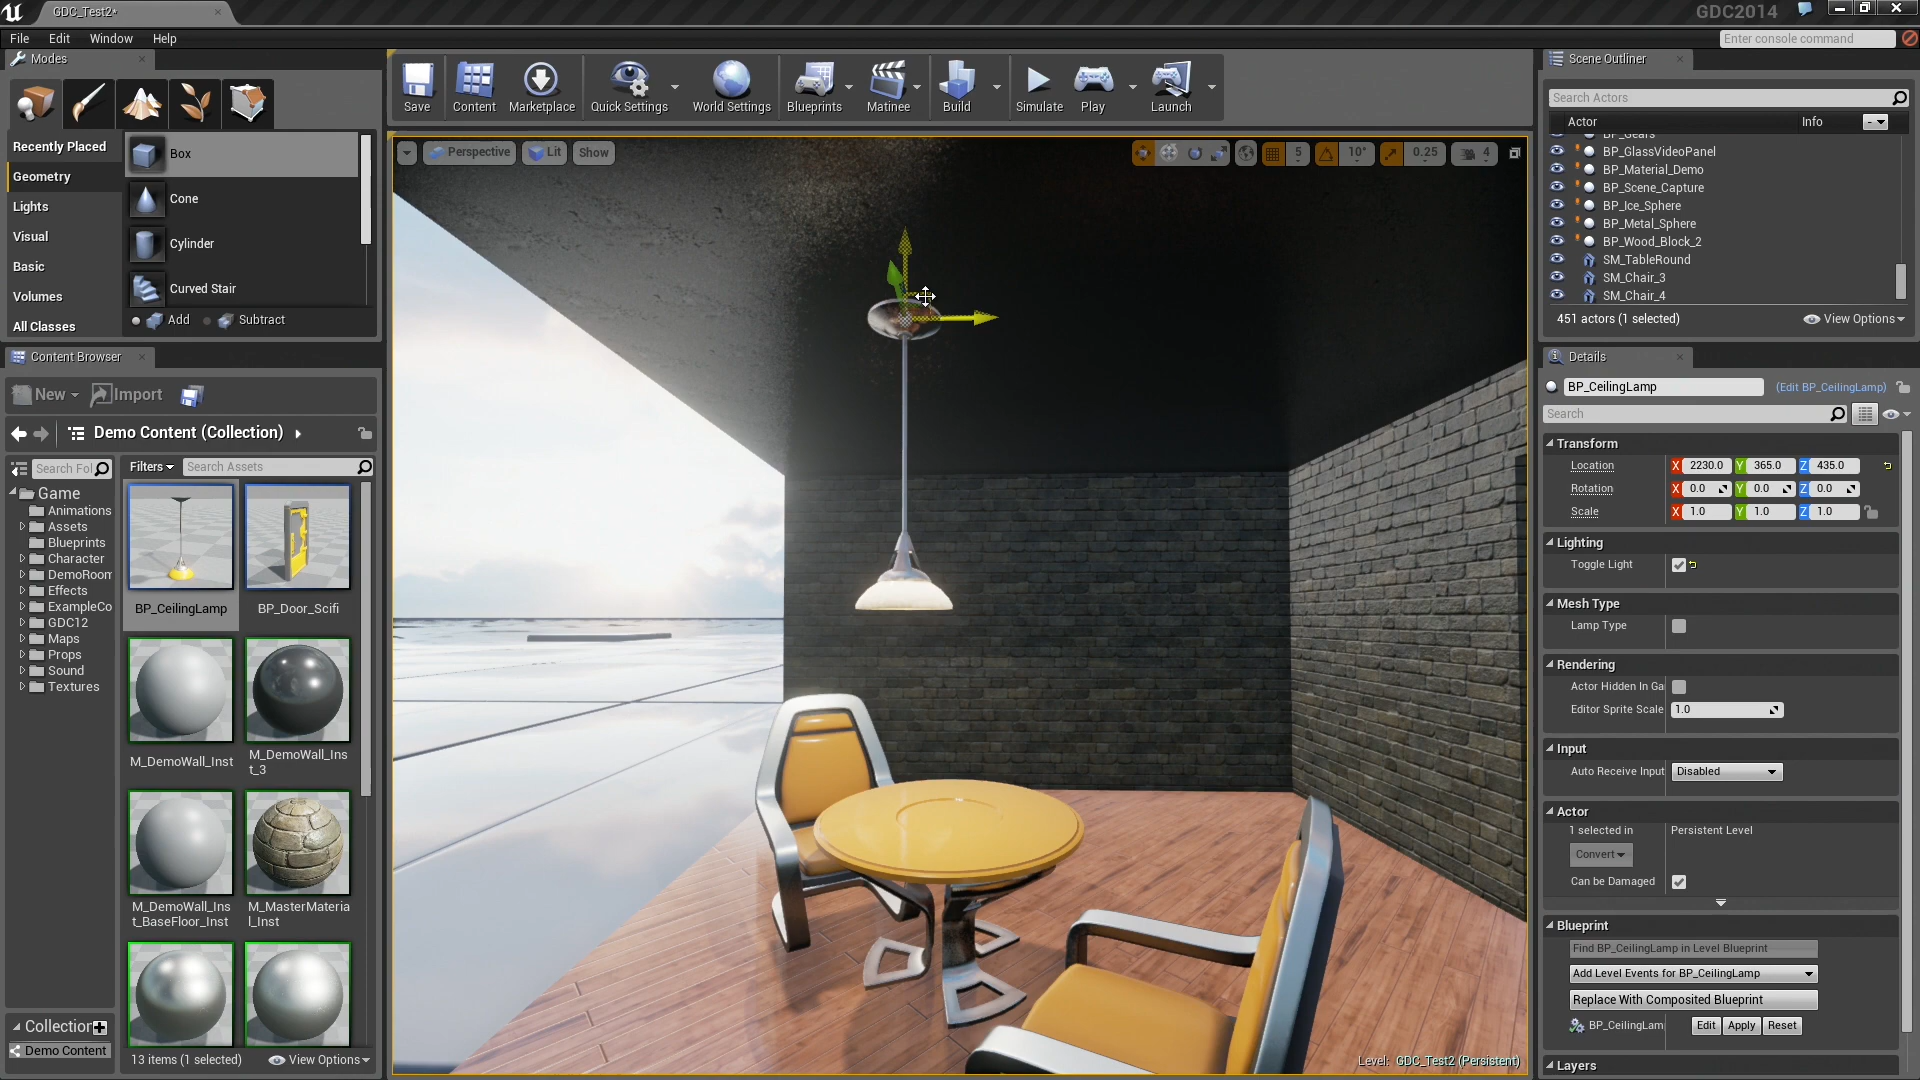 GDC_Test2*
GDC2014
File Edit Window Help
Enter console command
Modes
Recently Placed
Geometry
Lights
Visual
Basic
Volumes
All Classes
Box
Cone
Cylinder
Curved Stair
Add Subtract
Save Content Marketplace Quick Settings World Settings Blueprints Matinee Build Simulate Play Launch
Perspective Lit Show
5 10° 0.25 4
Content Browser
New Import
Demo Content (Collection)
Search Fol
Filters Search Assets
Game
Animations
Assets
Blueprints
Character
DemoRoom
Effects
ExampleCo
GDC12
Maps
Props
Sound
Textures
BP_CeilingLamp BP_Door_Scifi
M_DemoWall_Inst M_DemoWall_Ins
t_3
M_DemoWall_Ins M_MasterMateria
t_BaseFloor_Inst l_Inst
Collection
Demo Content
13 items (1 selected) View Options
Level: GDC_Test2 (Persistent)
Scene Outliner
Search Actors
Actor Info
BP_Gears
BP_GlassVideoPanel
BP_Material_Demo
BP_Scene_Capture
BP_Ice_Sphere
BP_Metal_Sphere
BP_Wood_Block_2
SM_TableRound
SM_Chair_3
SM_Chair_4
451 actors (1 selected) View Options
Details
BP_CeilingLamp (Edit BP_CeilingLamp)
Search
Transform
Location X 2230.0 Y 365.0 Z 435.0
Rotation X 0.0 Y 0.0 Z 0.0
Scale X 1.0 Y 1.0 Z 1.0
Lighting
Toggle Light
Mesh Type
Lamp Type
Rendering
Actor Hidden In Ga
Editor Sprite Scale 1.0
Input
Auto Receive Input Disabled
Actor
1 selected in Persistent Level
Convert
Can be Damaged
Blueprint
Find BP_CeilingLamp in Level Blueprint
Add Level Events for BP_CeilingLamp
Replace With Composited Blueprint
BP_CeilingLam Edit Apply Reset
Layers